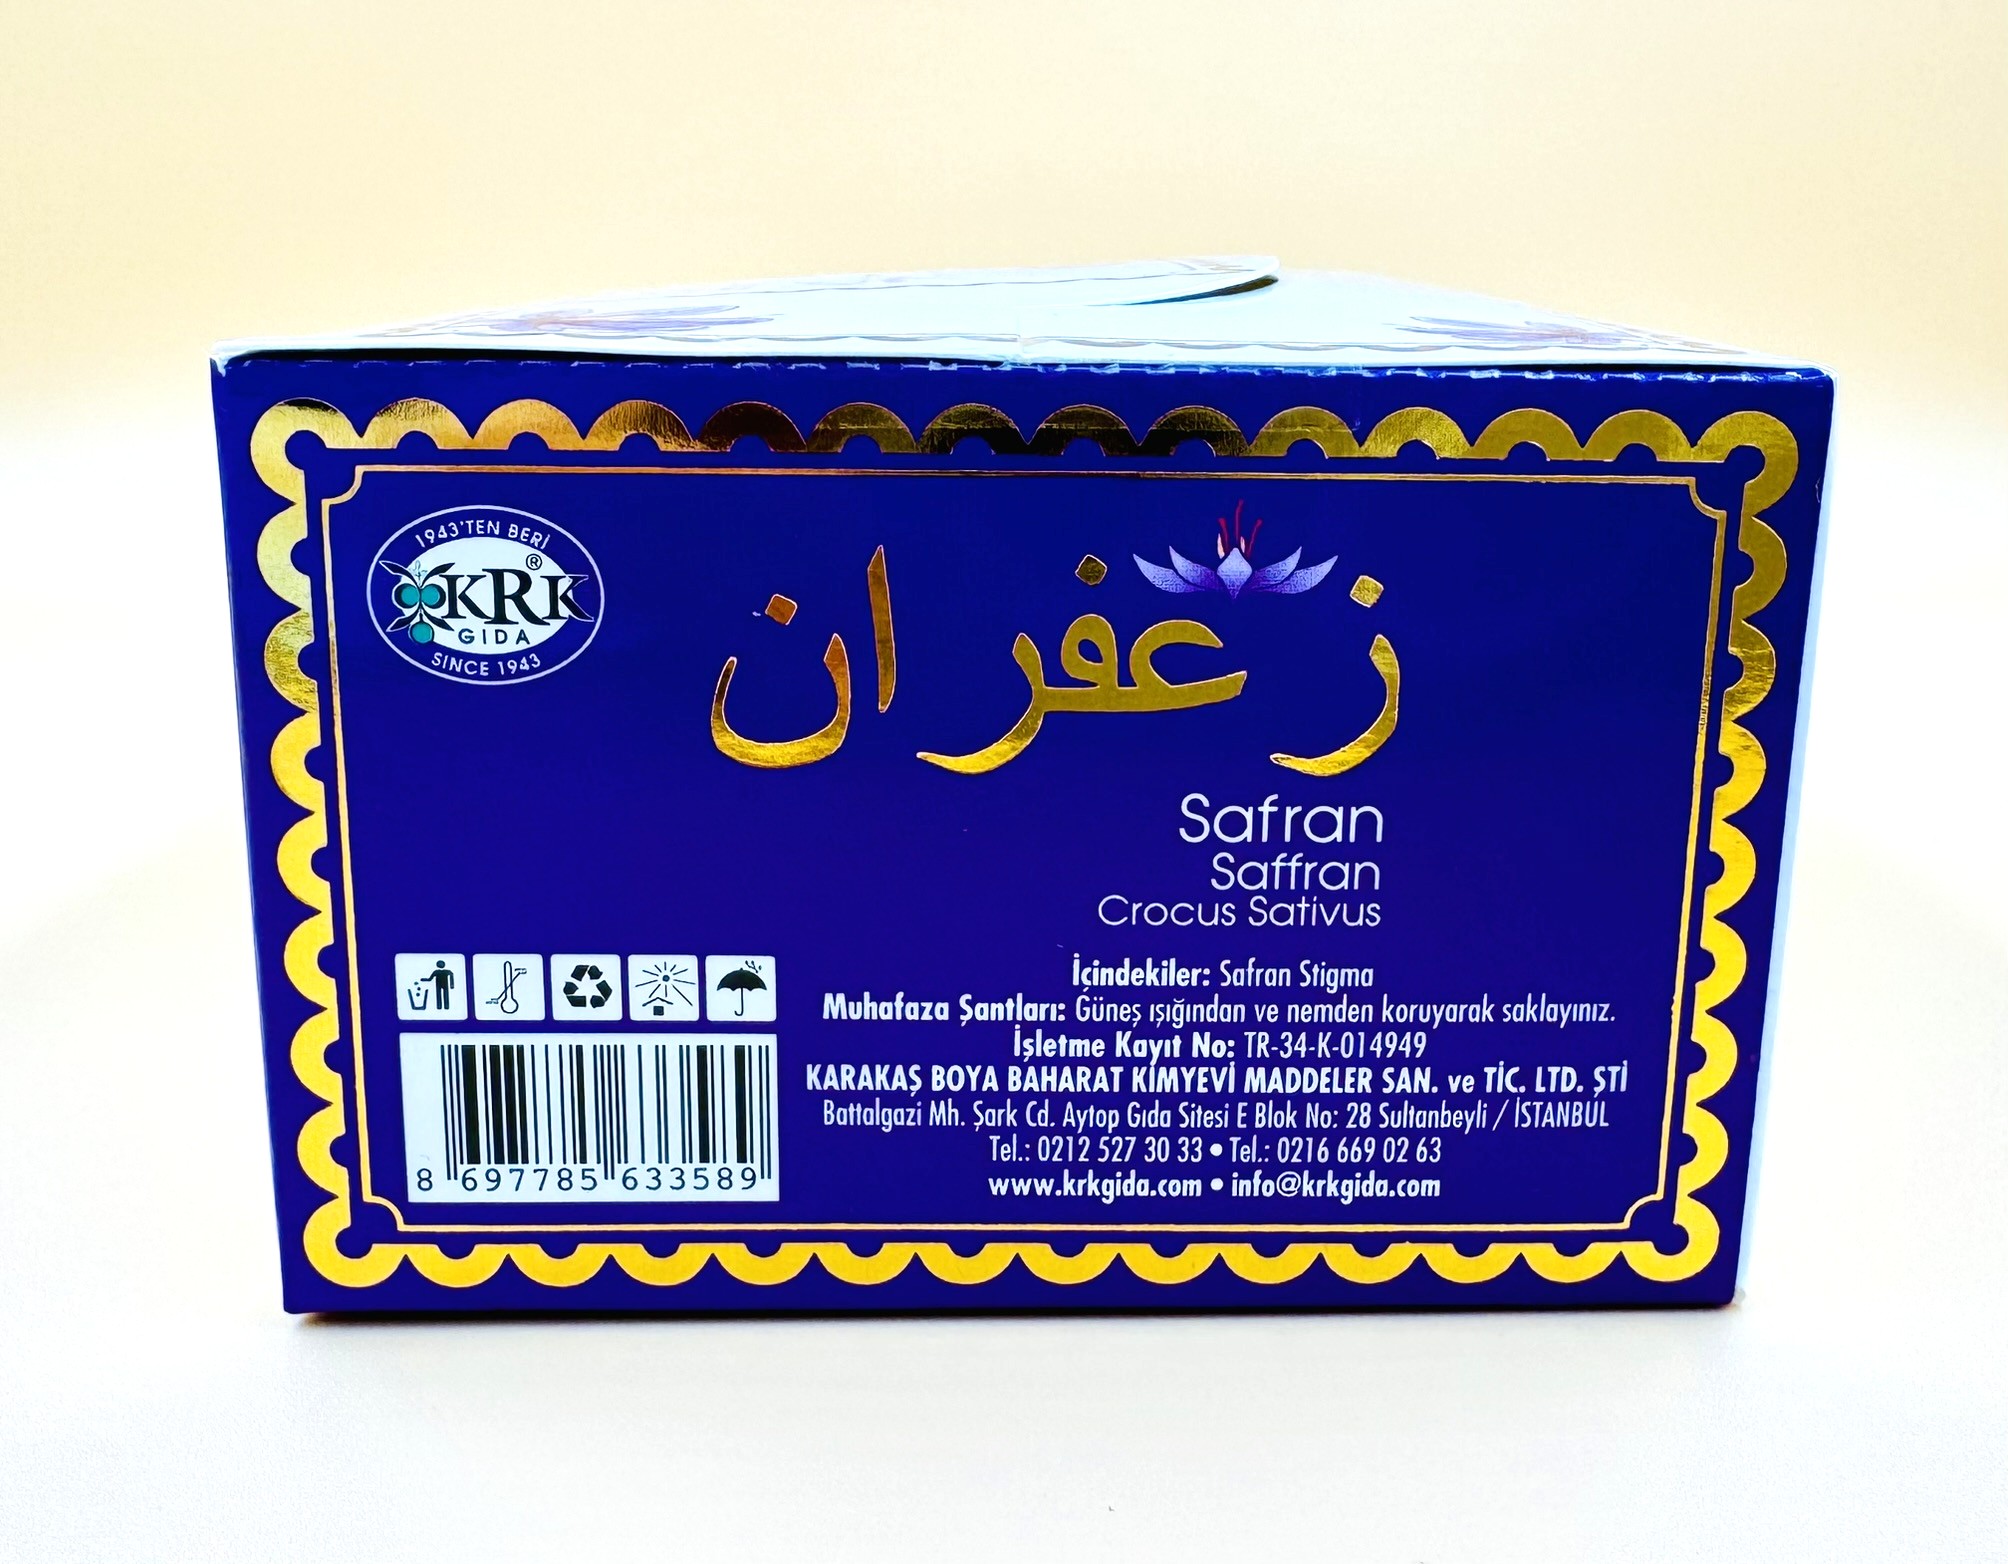 1943'TEN BERİ
KRK®
GIDA
SINCE 1943
زعفران
Safran
Saffran
Crocus Sativus
İçindekiler: Safran Stigma
Muhafaza Şantları: Güneş ışığından ve nemden koruyarak saklayınız.
İşletme Kayıt No: TR-34-K-014949
KARAKAŞ BOYA BAHARAT KİMYEVİ MADDELER SAN. ve TİC. LTD. ŞTİ
Battalgazi Mh. Şark Cd. Aytop Gıda Sitesi E Blok No: 28 Sultanbeyli / İSTANBUL
Tel.: 0212 527 30 33 • Tel.: 0216 669 02 63
www.krkgida.com • info@krkgida.com
8 697785 633589